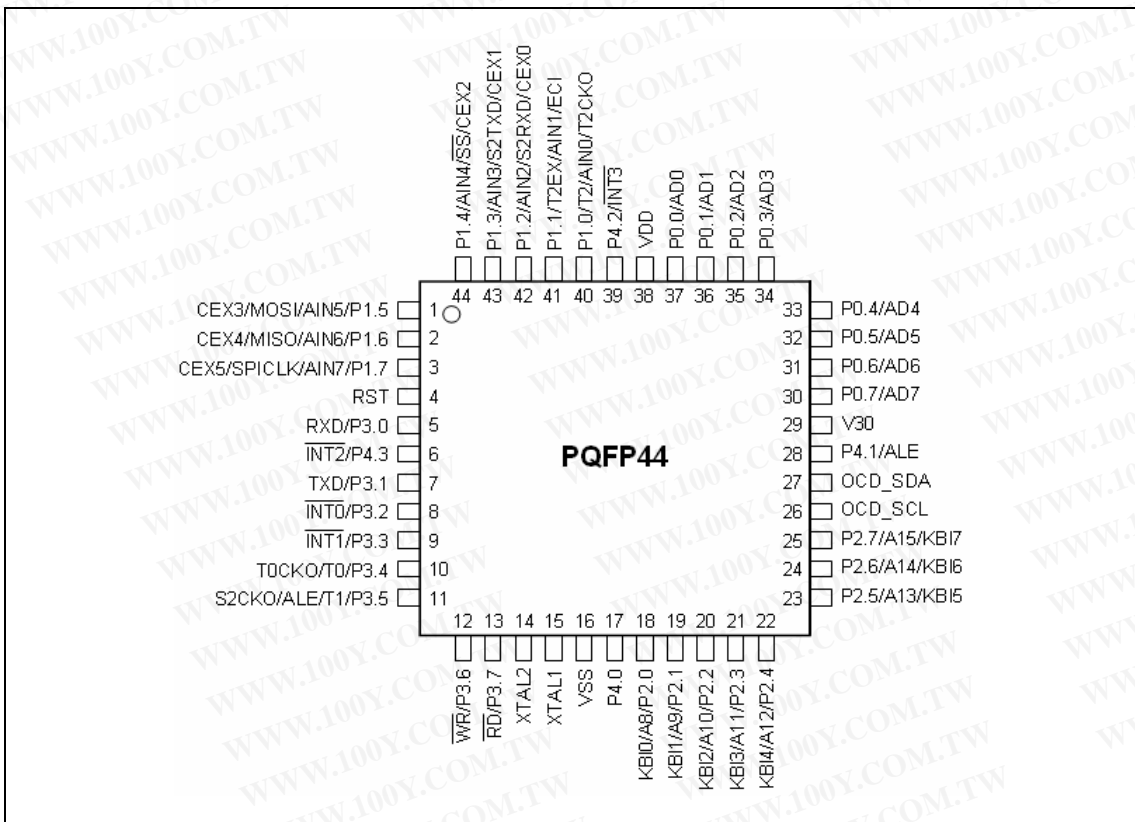 P1.4/AIN4/SS/CEX2
P1.3/AIN3/S2TXD/CEX1
P1.2/AIN2/S2RXD/CEX0
P1.1/T2EX/AIN1/ECI
P1.0/T2/AIN0/T2CKO
P4.2/INT3
VDD
P0.0/AD0
P0.1/AD1
P0.2/AD2
P0.3/AD3
44 43 42 41 40 39 38 37 36 35 34
CEX3/MOSI/AIN5/P1.5 1
CEX4/MISO/AIN6/P1.6 2
CEX5/SPICLK/AIN7/P1.7 3
RST 4
RXD/P3.0 5
INT2/P4.3 6
TXD/P3.1 7
INT0/P3.2 8
INT1/P3.3 9
T0CKO/T0/P3.4 10
S2CKO/ALE/T1/P3.5 11
PQFP44
33 P0.4/AD4
32 P0.5/AD5
31 P0.6/AD6
30 P0.7/AD7
29 V30
28 P4.1/ALE
27 OCD_SDA
26 OCD_SCL
25 P2.7/A15/KBI7
24 P2.6/A14/KBI6
23 P2.5/A13/KBI5
12 13 14 15 16 17 18 19 20 21 22
WR/P3.6
RD/P3.7
XTAL2
XTAL1
VSS
P4.0
KBI0/A8/P2.0
KBI1/A9/P2.1
KBI2/A10/P2.2
KBI3/A11/P2.3
KBI4/A12/P2.4
WWW.100Y.COM.TW